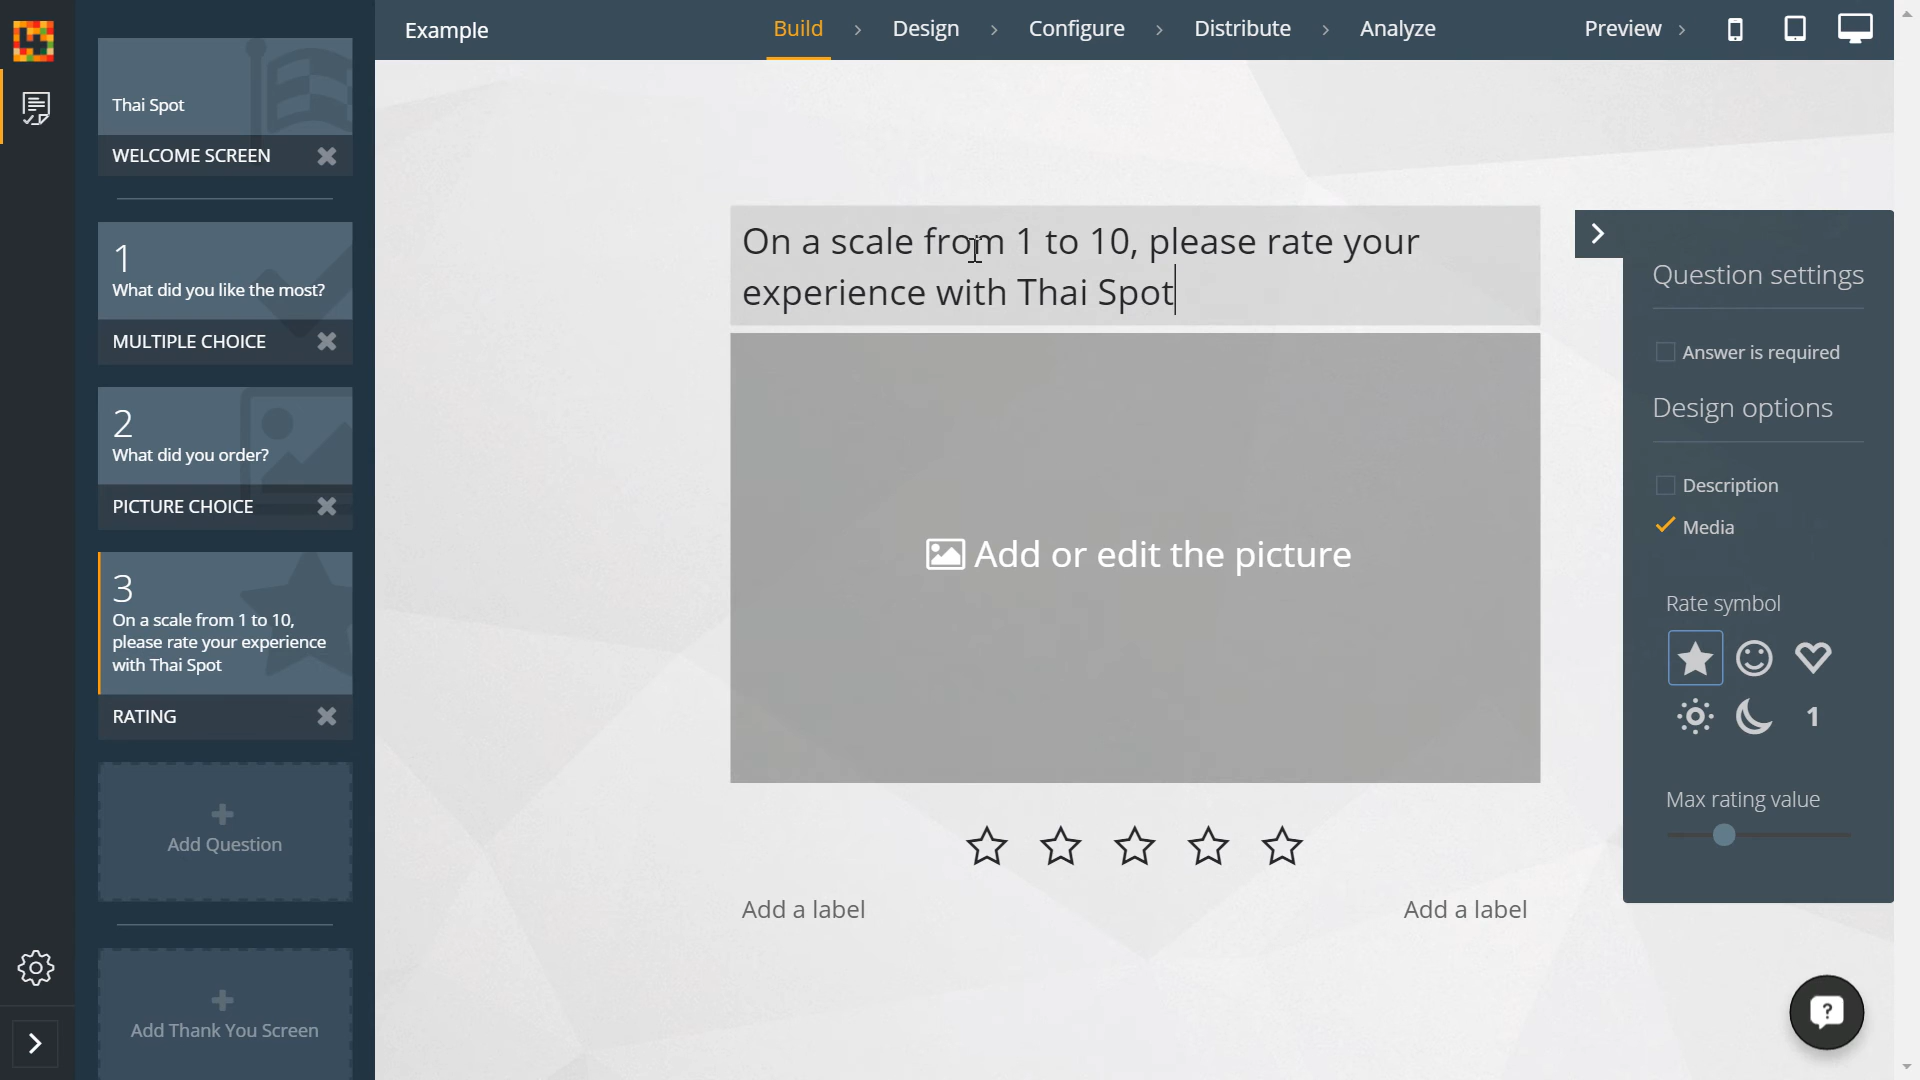 Example
Build
Design
Configure
Distribute
Analyze
Preview
Thai Spot
WELCOME SCREEN
1
What did you like the most?
MULTIPLE CHOICE
2
What did you order?
PICTURE CHOICE
3
On a scale from 1 to 10,
please rate your experience
with Thai Spot
RATING
Add Question
Add Thank You Screen
On a scale from 1 to 10, please rate your
experience with Thai Spot
Add or edit the picture
Add a label
Add a label
Question settings
Answer is required
Design options
Description
Media
Rate symbol
1
Max rating value
?